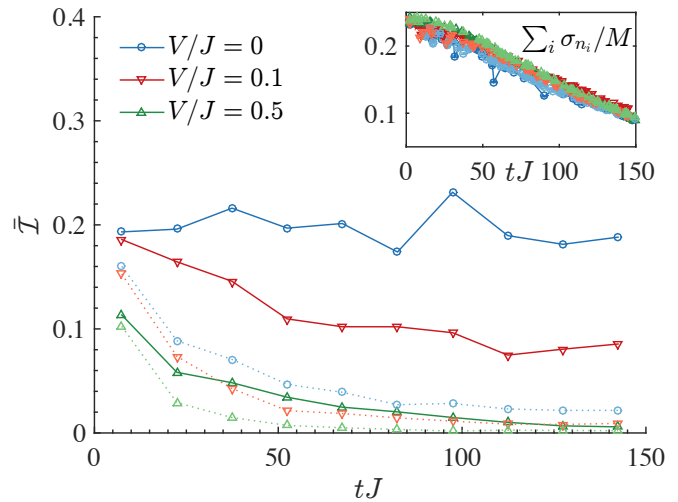 0.4
0.3
0.2
0.1
0
Ī
V/J = 0
V/J = 0.1
V/J = 0.5
0.2
0.1
∑ᵢ σₙᵢ/M
0 50 100 150
tJ
0 50 100 150
tJ